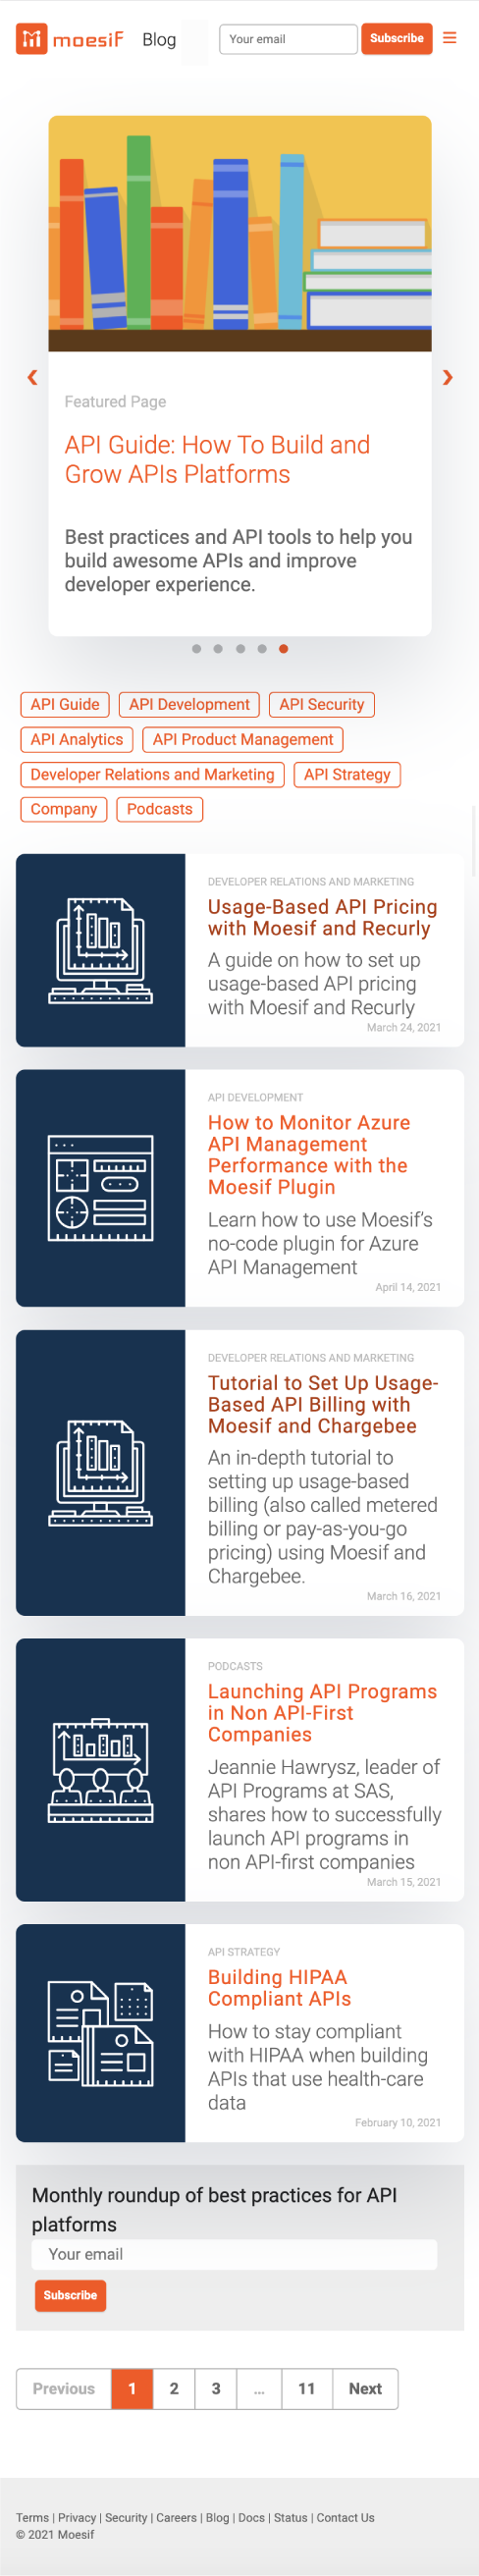 moesif Blog Your email Subscribe
Featured Page
API Guide: How To Build and
Grow APIs Platforms
Best practices and API tools to help you
build awesome APIs and improve
developer experience.
API Guide API Development API Security
API Analytics API Product Management
Developer Relations and Marketing API Strategy
Company Podcasts
DEVELOPER RELATIONS AND MARKETING
Usage-Based API Pricing
with Moesif and Recurly
A guide on how to set up
usage-based API pricing
with Moesif and Recurly
March 24, 2021
API DEVELOPMENT
How to Monitor Azure
API Management
Performance with the
Moesif Plugin
Learn how to use Moesif’s
no-code plugin for Azure
API Management
April 14, 2021
DEVELOPER RELATIONS AND MARKETING
Tutorial to Set Up Usage-
Based API Billing with
Moesif and Chargebee
An in-depth tutorial to
setting up usage-based
billing (also called metered
billing or pay-as-you-go
pricing) using Moesif and
Chargebee.
March 16, 2021
PODCASTS
Launching API Programs
in Non API-First
Companies
Jeannie Hawrysz, leader of
API Programs at SAS,
shares how to successfully
launch API programs in
non API-first companies
March 15, 2021
API STRATEGY
Building HIPAA
Compliant APIs
How to stay compliant
with HIPAA when building
APIs that use health-care
data
February 10, 2021
Monthly roundup of best practices for API
platforms
Your email
Subscribe
Previous 1 2 3 ... 11 Next
Terms | Privacy | Security | Careers | Blog | Docs | Status | Contact Us
© 2021 Moesif